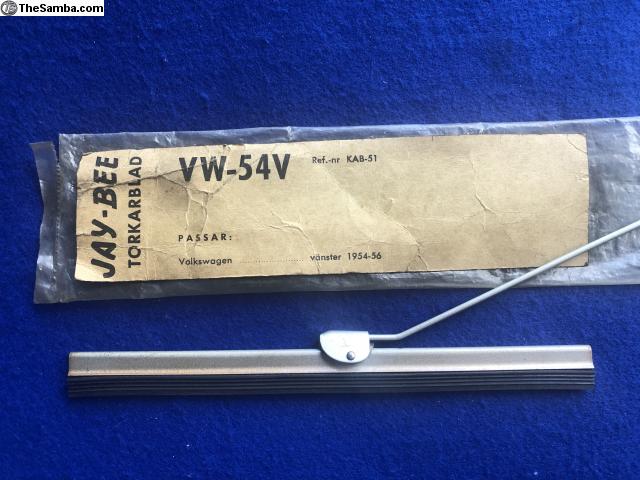 TheSamba.com
JAY-BEE
TORKARBLAD
VW-54V
Ref.-nr KAB-51
PASSAR:
Volkswagen .................... vänster 1954-56